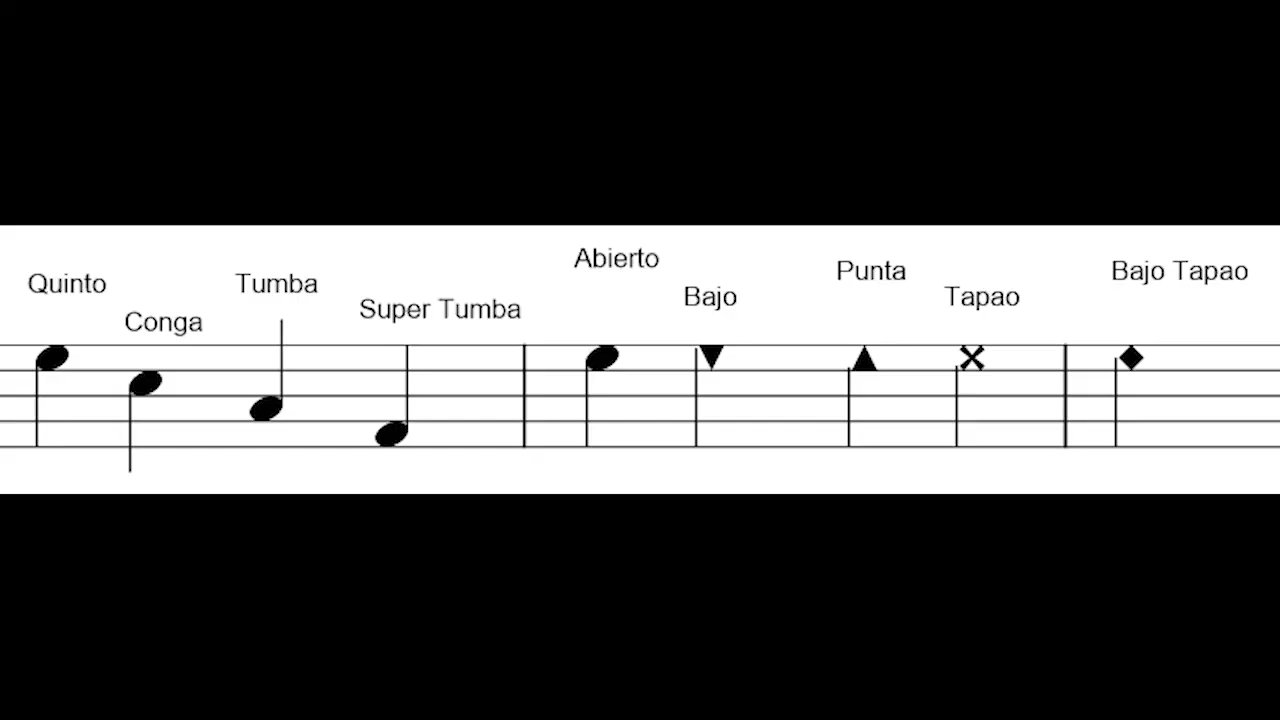 Quinto
Conga
Tumba
Super Tumba
Abierto
Bajo
Punta
Tapao
Bajo Tapao